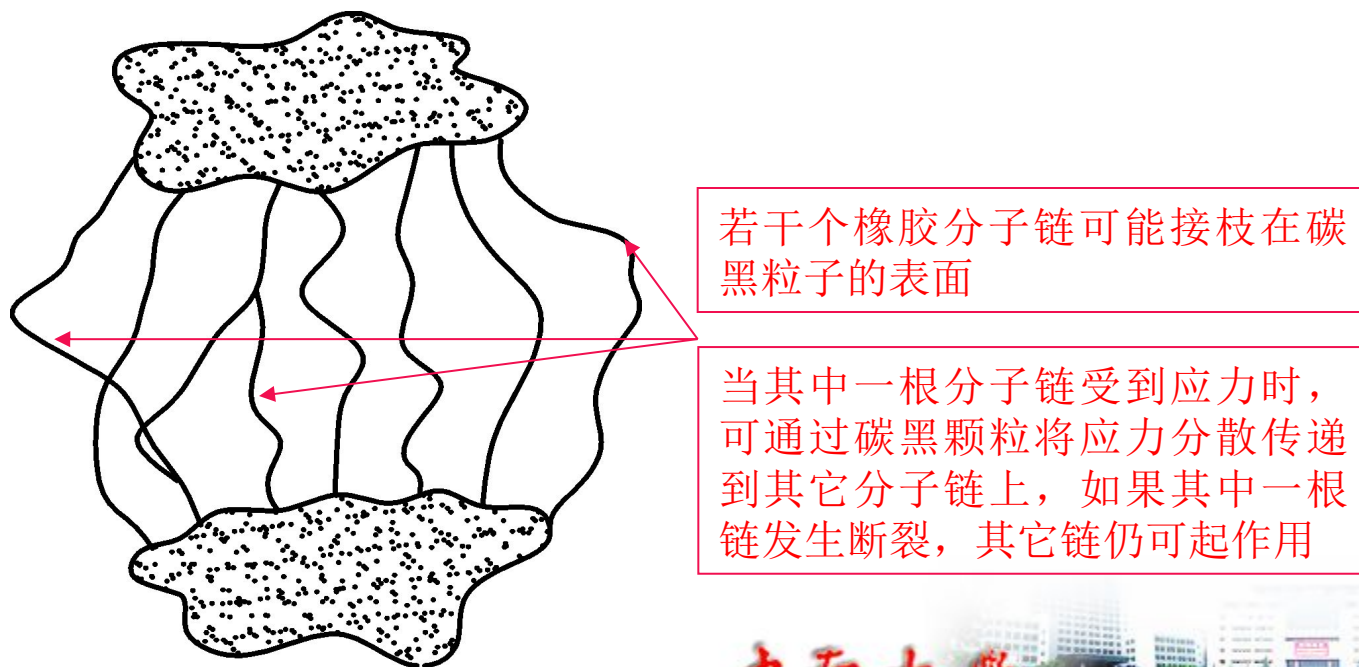 若干个橡胶分子链可能接枝在碳
黑粒子的表面
当其中一根分子链受到应力时，
可通过碳黑颗粒将应力分散传递
到其它分子链上，如果其中一根
链发生断裂，其它链仍可起作用